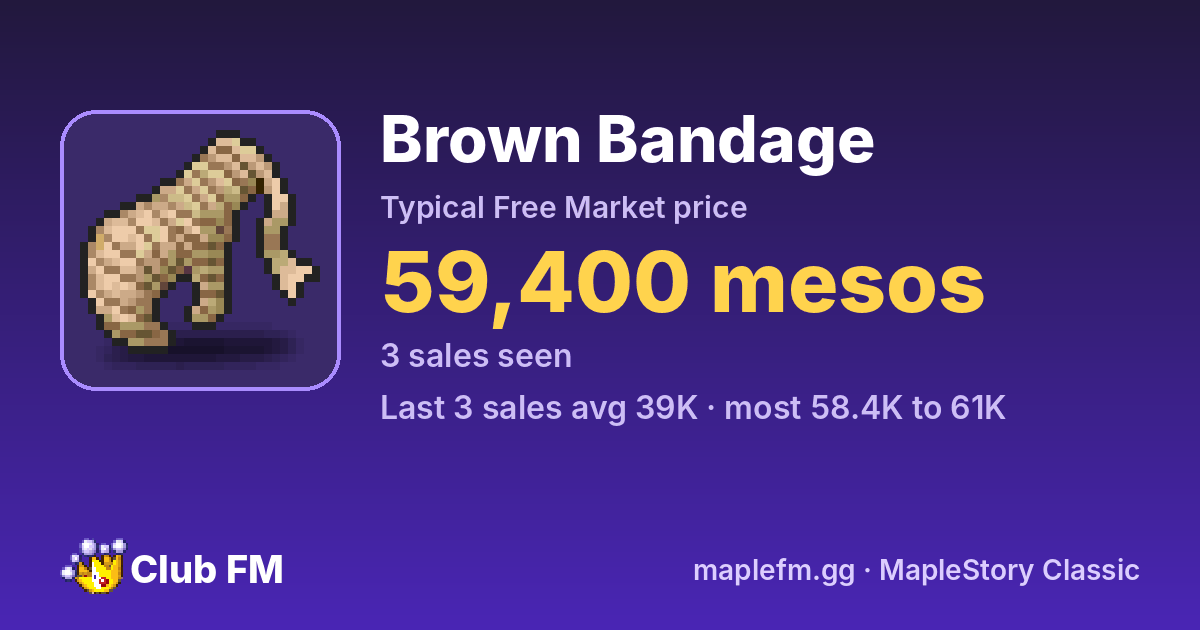 Brown Bandage
Typical Free Market price
59,400 mesos
3 sales seen
Last 3 sales avg 39K · most 58.4K to 61K
Club FM
maplefm.gg · MapleStory Classic